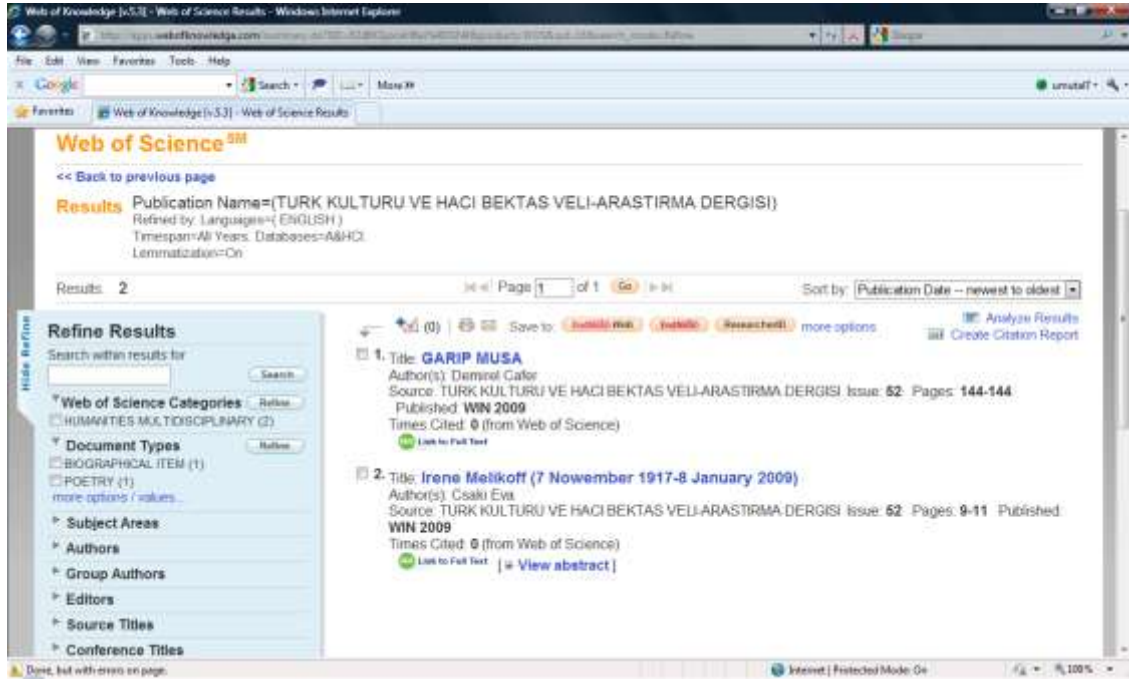 Web of Knowledge [v.5.3] - Web of Science Results - Windows Internet Explorer
File Edit View Favorites Tools Help
Google Search More »
Favorites Web of Knowledge [v.5.3] - Web of Science Results
Web of Science SM
<< Back to previous page
Results Publication Name=(TURK KULTURU VE HACI BEKTAS VELI-ARASTIRMA DERGISI)
Refined by: Languages=( ENGLISH )
Timespan=All Years. Databases=A&HCI.
Lemmatization=On
Results: 2 Page 1 of 1 Go Sort by: Publication Date -- newest to oldest
Hide Refine
Refine Results
Search within results for
Search
Web of Science Categories Refine
HUMANITIES MULTIDISCIPLINARY (2)
Document Types Refine
BIOGRAPHICAL ITEM (1)
POETRY (1)
more options / values...
Subject Areas
Authors
Group Authors
Editors
Source Titles
Conference Titles
(0) Save to: more options
Analyze Results
Create Citation Report
1. Title: GARIP MUSA
Author(s): Demirel Cafer
Source: TURK KULTURU VE HACI BEKTAS VELI-ARASTIRMA DERGISI Issue: 52 Pages: 144-144
Published: WIN 2009
Times Cited: 0 (from Web of Science)
Link to Full Text
2. Title: Irene Melikoff (7 Nowember 1917-8 January 2009)
Author(s): Csaki Eva
Source: TURK KULTURU VE HACI BEKTAS VELI-ARASTIRMA DERGISI Issue: 52 Pages: 9-11 Published:
WIN 2009
Times Cited: 0 (from Web of Science)
Link to Full Text [ View abstract ]
Done, but with errors on page. Internet | Protected Mode: On 100%